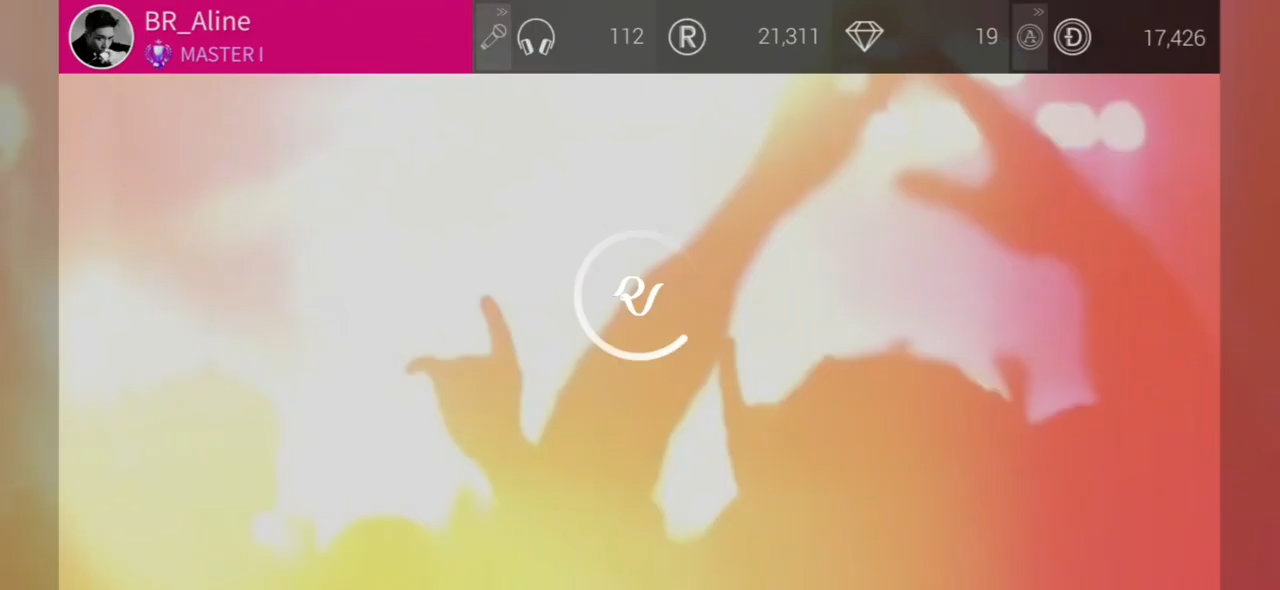 BR_Aline
MASTER I
112
R
21,311
19
A
Đ
17,426